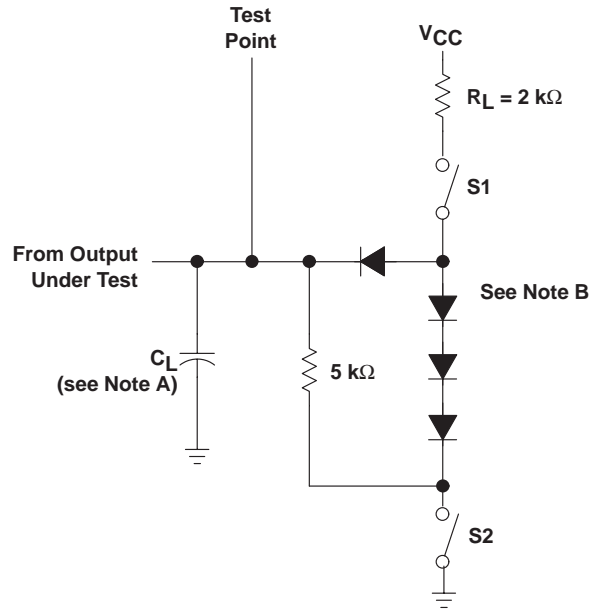 Test
Point
VCC
RL = 2 kΩ
S1
From Output
Under Test
See Note B
CL
(see Note A)
5 kΩ
S2